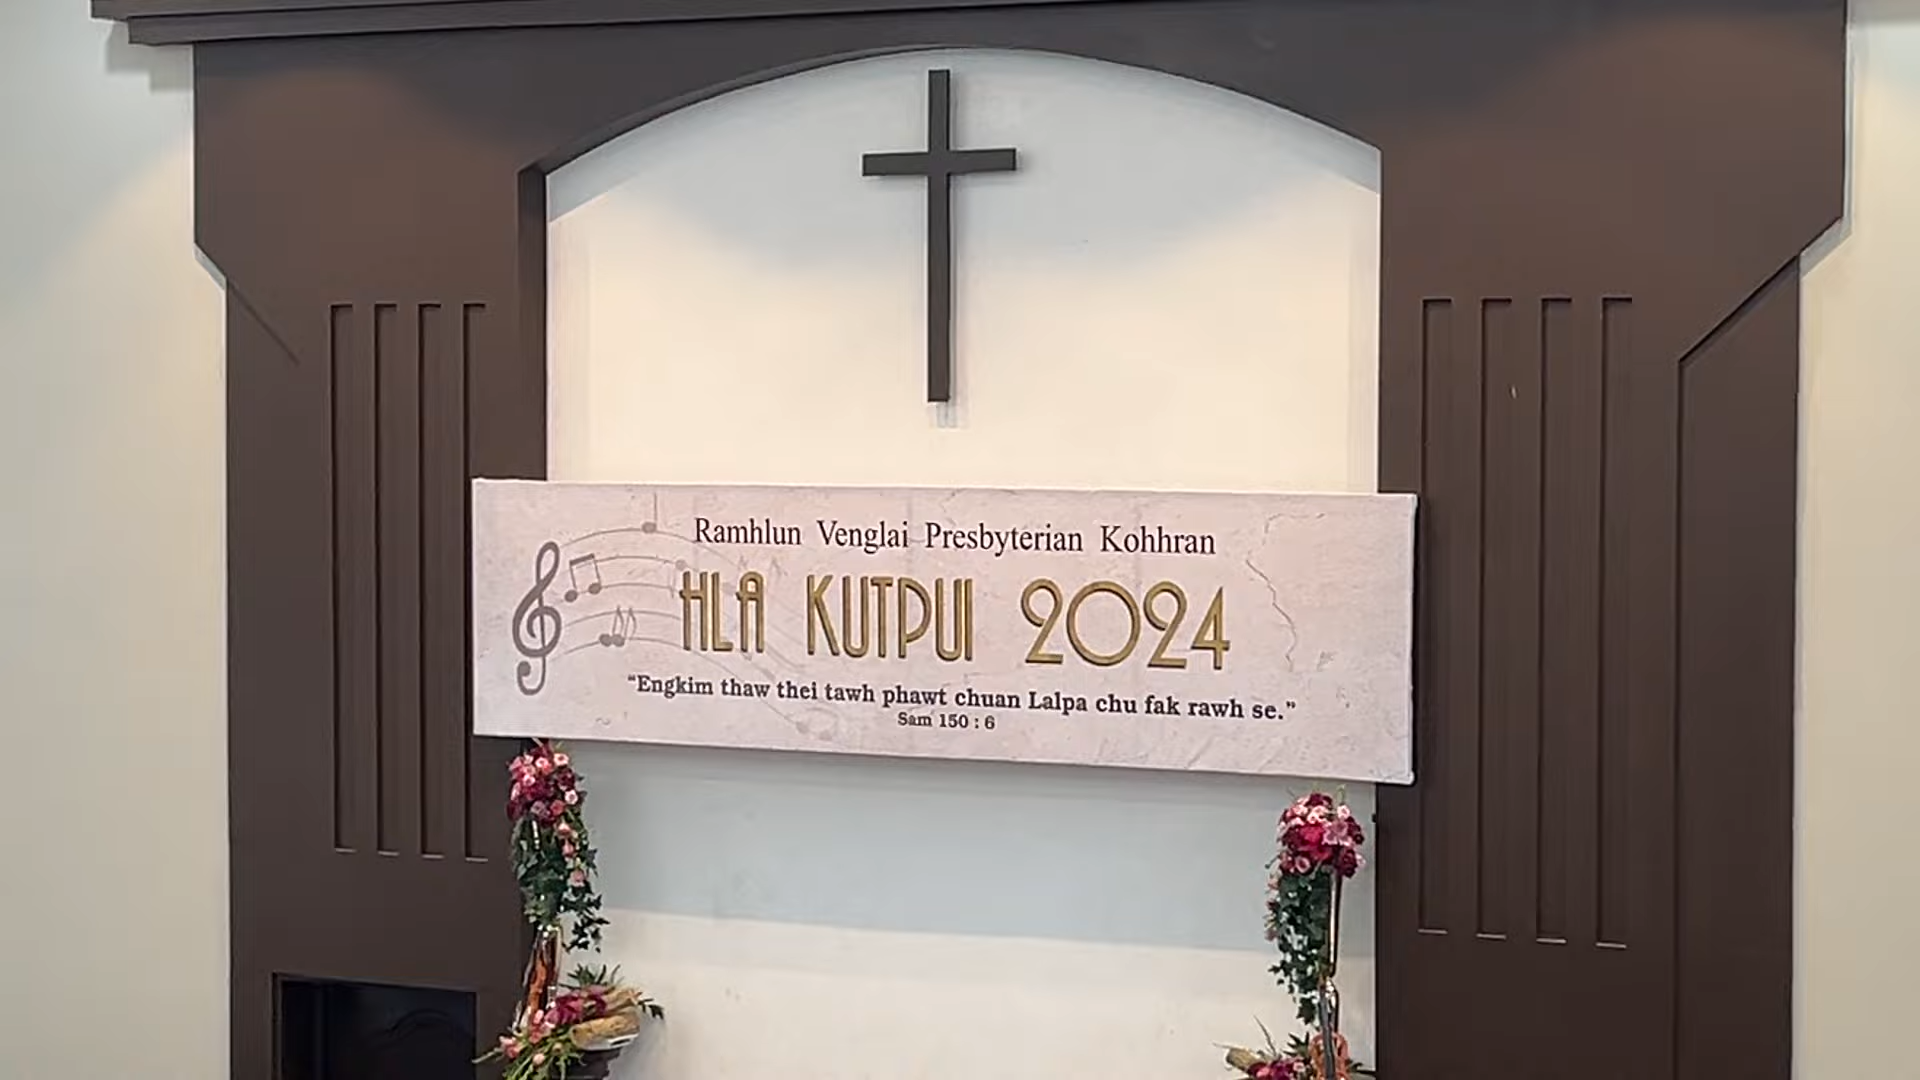 Ramhlun Venglai Presbyterian Kohhran
HLA KUTPUI 2024
“Engkim thaw thei tawh phawt chuan Lalpa chu fak rawh se.”
Sam 150 : 6